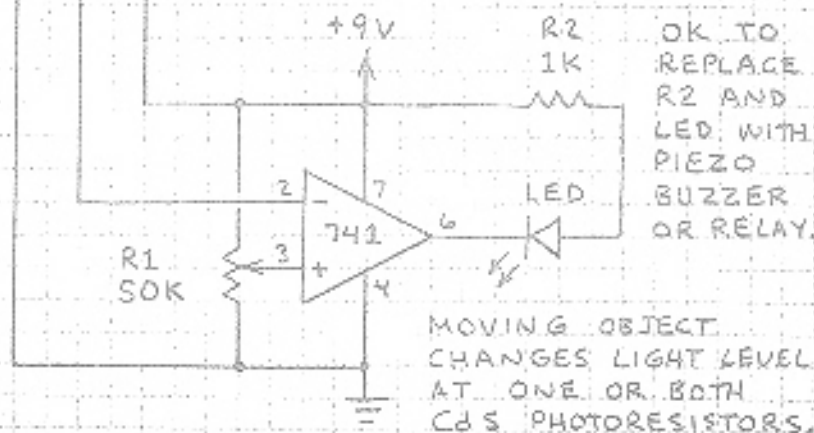 +9V
R2
1K
OK TO
REPLACE
R2 AND
LED WITH
PIEZO
BUZZER
OR RELAY.
2
7
LED
741
6
R1
50K
3
4
MOVING OBJECT
CHANGES LIGHT LEVEL
AT ONE OR BOTH
CdS PHOTORESISTORS.